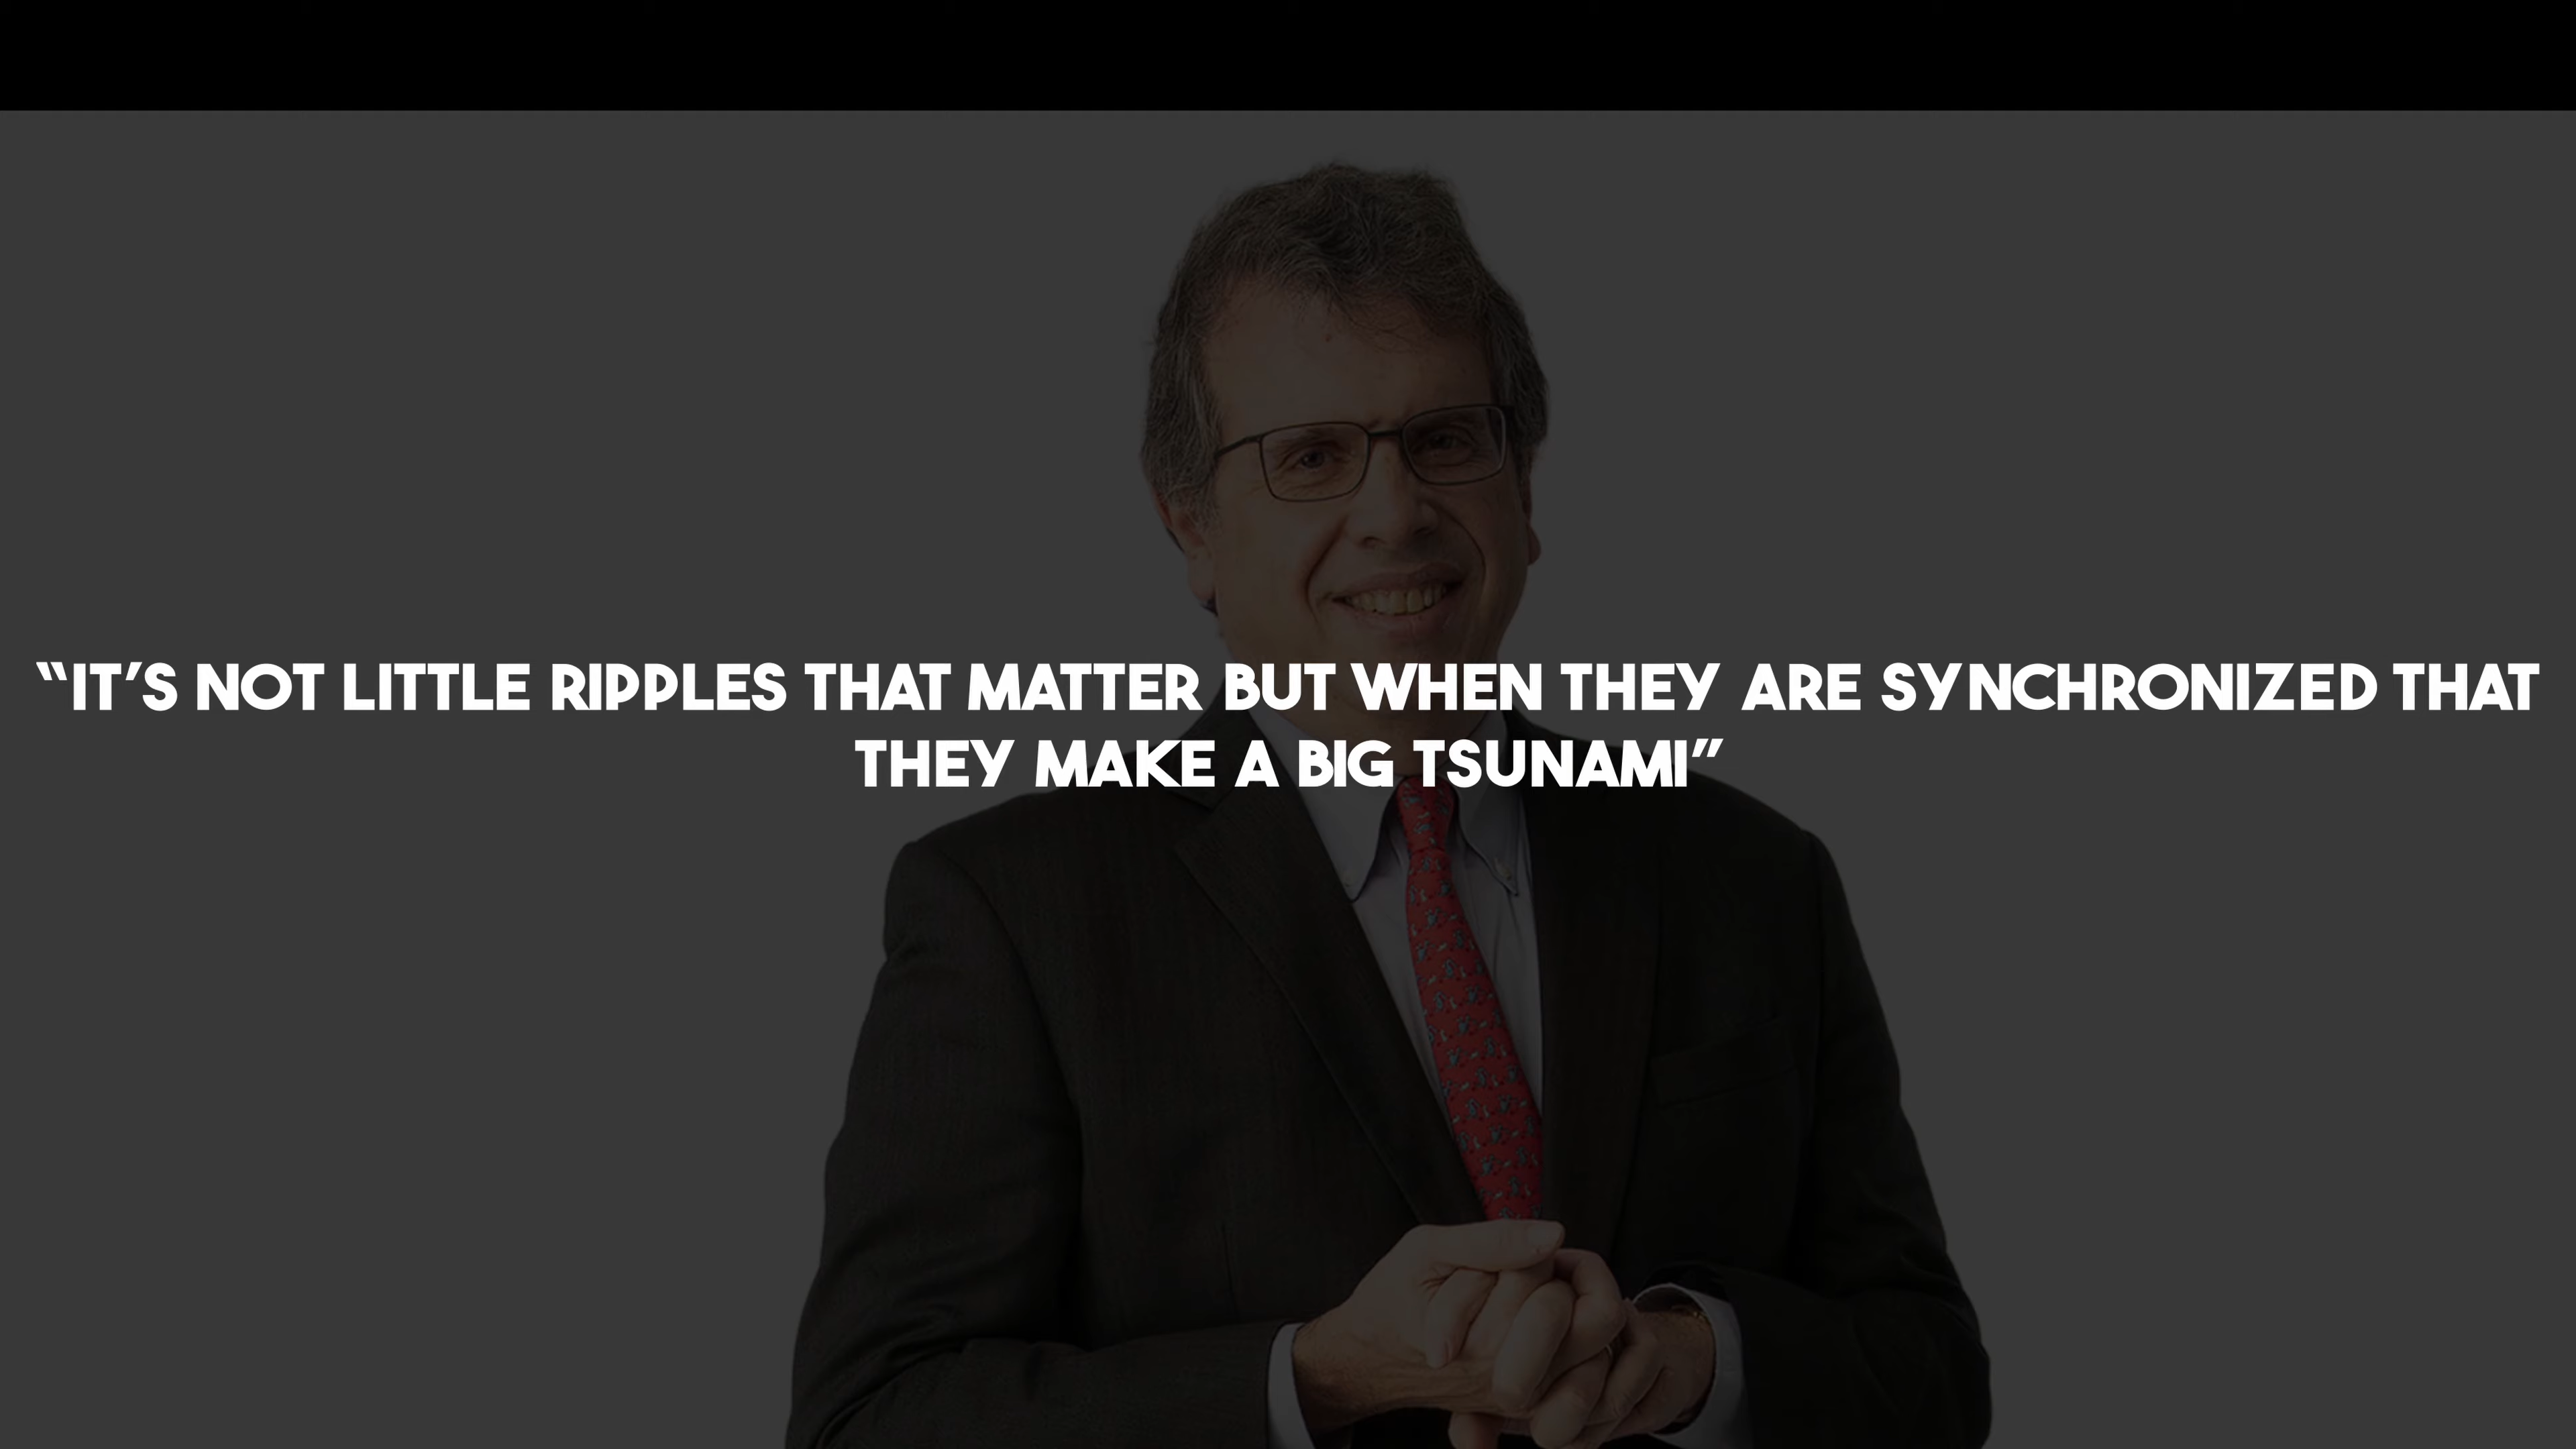 “IT’S NOT LITTLE RIPPLES THAT MATTER BUT WHEN THEY ARE SYNCHRONIZED THAT
THEY MAKE A BIG TSUNAMI”